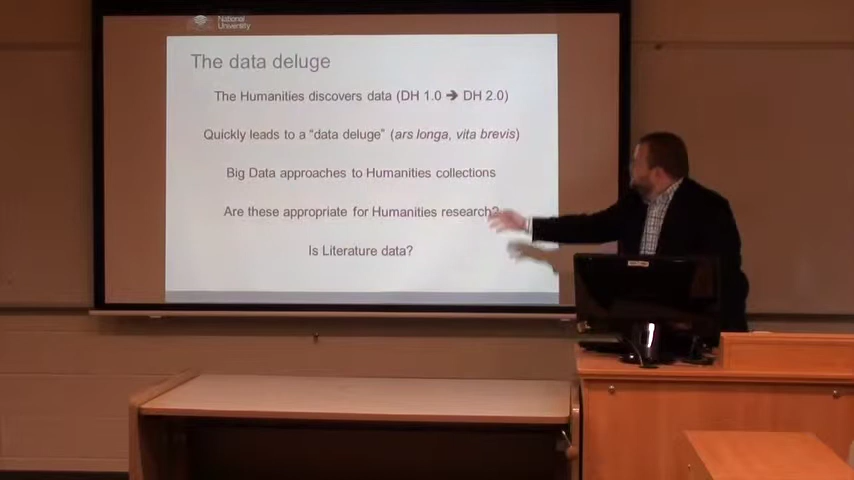 National
University
The data deluge
The Humanities discovers data (DH 1.0 ➔ DH 2.0)
Quickly leads to a “data deluge” (ars longa, vita brevis)
Big Data approaches to Humanities collections
Are these appropriate for Humanities research?
Is Literature data?